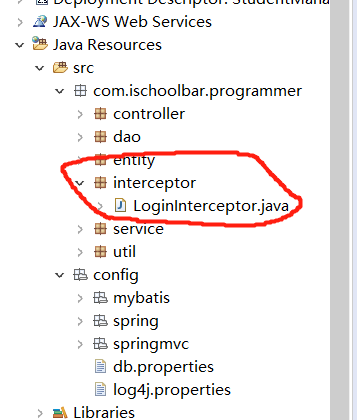 Deployment Descriptor: StudentMana
JAX-WS Web Services
Java Resources
src
com.ischoolbar.programmer
controller
dao
entity
interceptor
LoginInterceptor.java
service
util
config
mybatis
spring
springmvc
db.properties
log4j.properties
Libraries